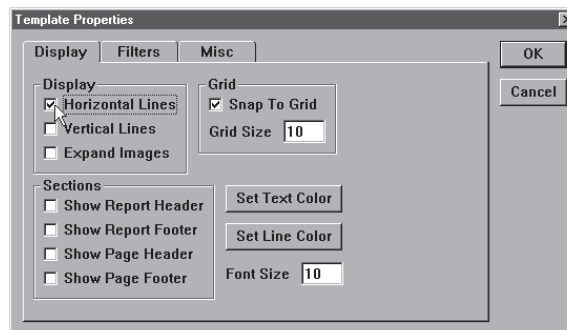 Template Properties
Display Filters Misc
OK
Cancel
Display
Horizontal Lines
Vertical Lines
Expand Images
Grid
Snap To Grid
Grid Size 10
Sections
Show Report Header
Show Report Footer
Show Page Header
Show Page Footer
Set Text Color
Set Line Color
Font Size 10